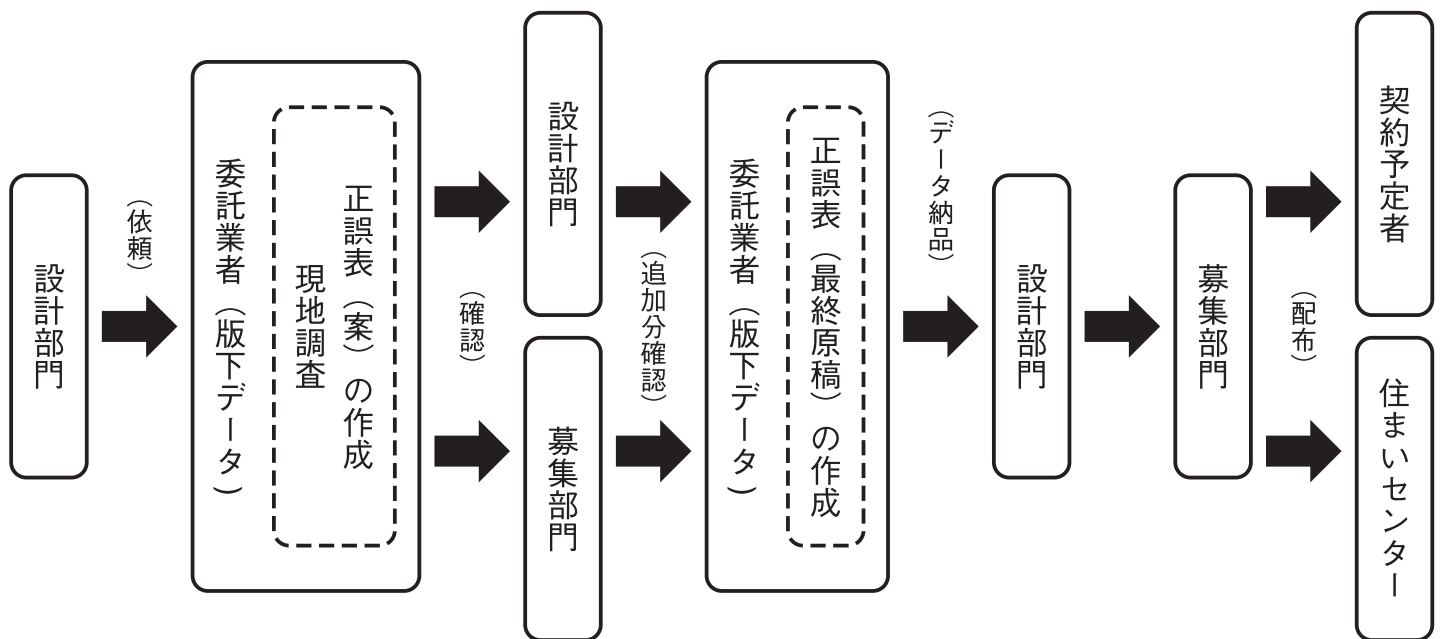 設計部門
（依頼）
委託業者（版下データ）
正誤表（案）の作成
現地調査
（確認）
設計部門
募集部門
（追加分確認）
委託業者（版下データ）
正誤表（最終原稿）の作成
（データ納品）
設計部門
募集部門
（配布）
契約予定者
住まいセンター